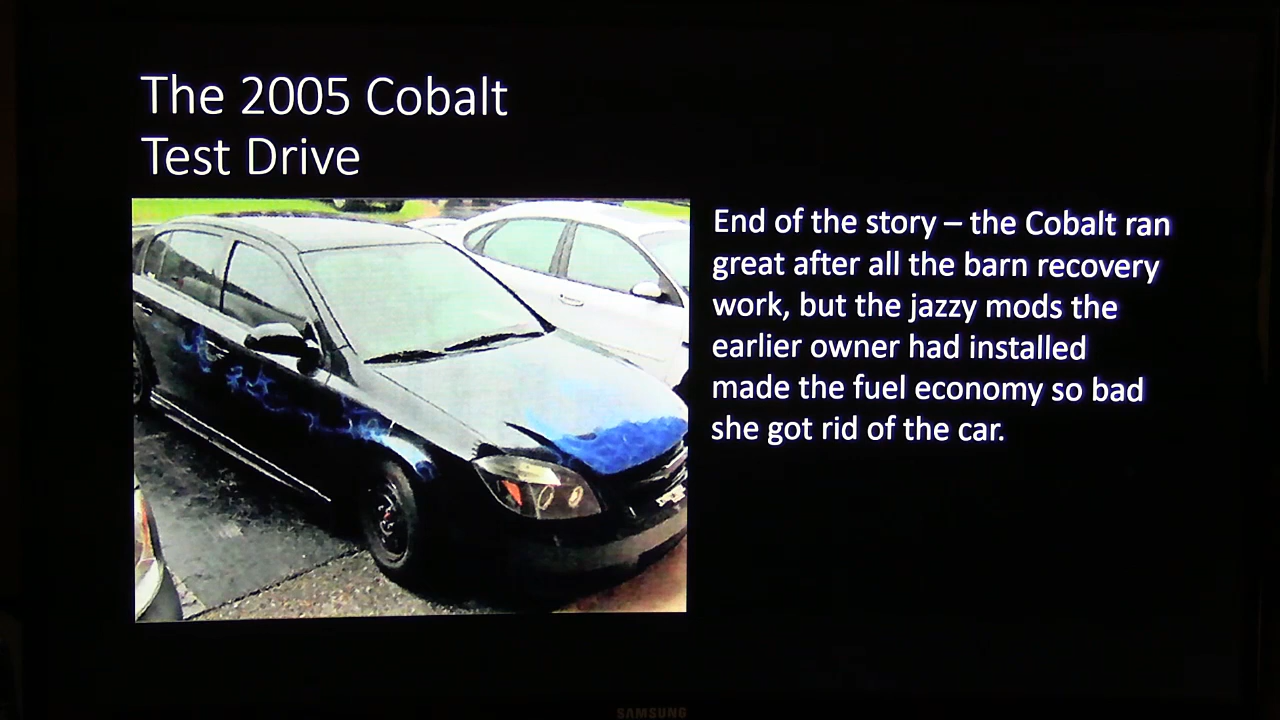 The 2005 Cobalt
Test Drive
End of the story – the Cobalt ran
great after all the barn recovery
work, but the jazzy mods the
earlier owner had installed
made the fuel economy so bad
she got rid of the car.
SAMSUNG